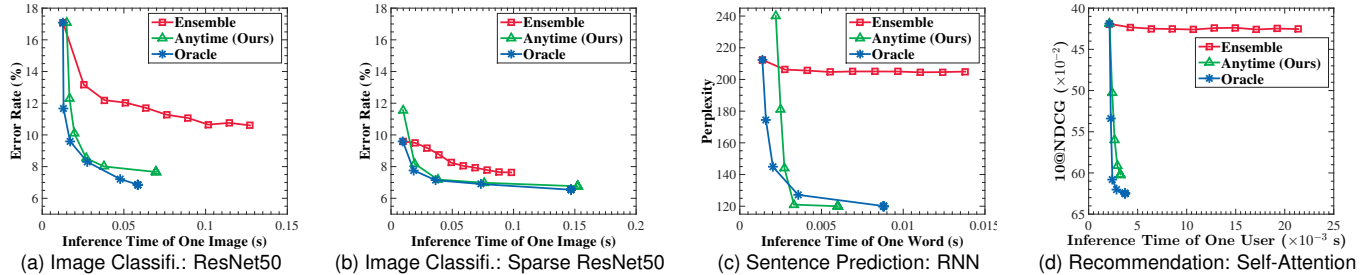 18
16
14
12
10
8
6
Error Rate (%)
0
0.05
0.1
0.15
Inference Time of One Image (s)
Ensemble
Anytime (Ours)
Oracle
(a) Image Classifi.: ResNet50
18
16
14
12
10
8
6
Error Rate (%)
0
0.05
0.1
0.15
0.2
Inference Time of One Image (s)
Ensemble
Anytime (Ours)
Oracle
(b) Image Classifi.: Sparse ResNet50
240
220
200
180
160
140
120
Perplexity
0
0.005
0.01
0.015
Inference Time of One Word (s)
Ensemble
Anytime (Ours)
Oracle
(c) Sentence Prediction: RNN
40
45
50
55
60
65
10@NDCG (×10⁻²)
0
5
10
15
20
25
Inference Time of One User (×10⁻³ s)
Ensemble
Anytime (Ours)
Oracle
(d) Recommendation: Self-Attention